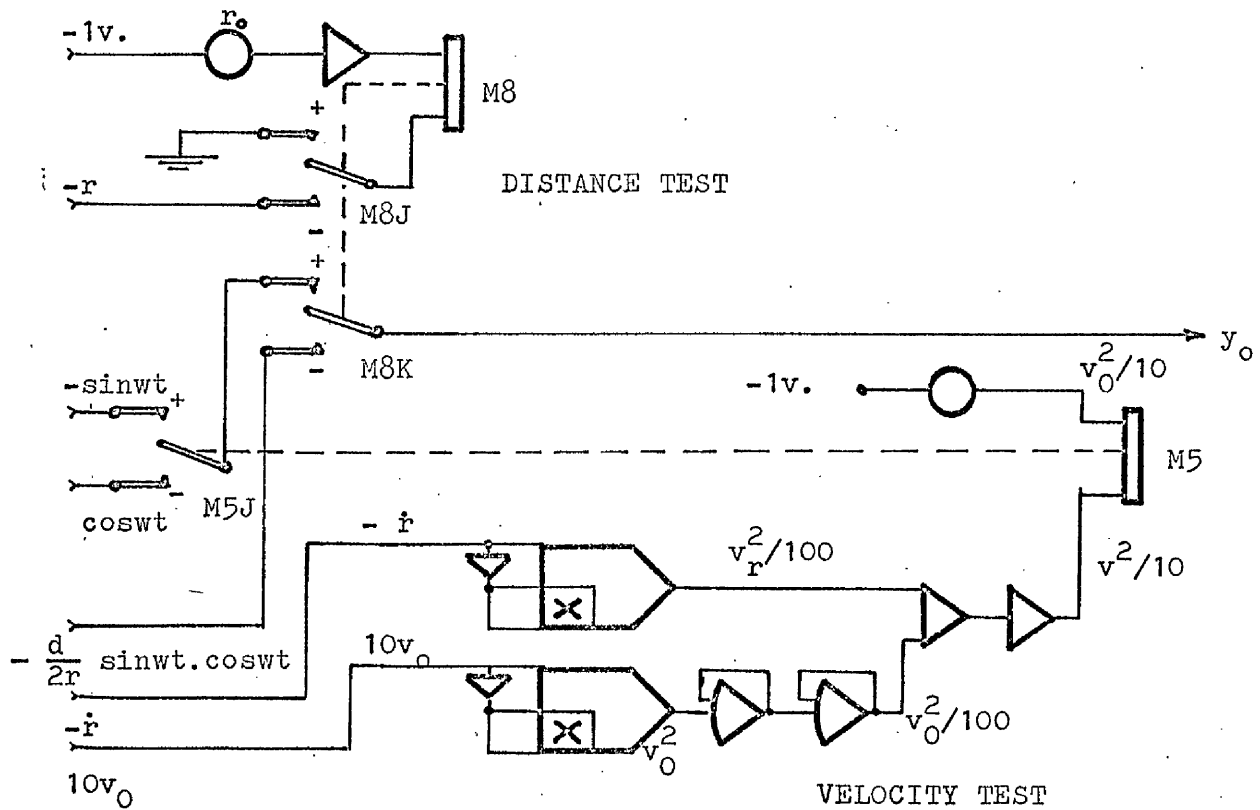 -1v.
r₀
M8
+
-r
DISTANCE TEST
M8J
-
+
M8K
-
y₀
-sinwt
+
-1v.
v₀²/10
M5
-
M5J
coswt
- ṙ
v_r²/100
v²/10
X
- d/2r sinwt.coswt
10v₀
-ṙ
X
v₀²
v₀²/100
10v₀
VELOCITY TEST